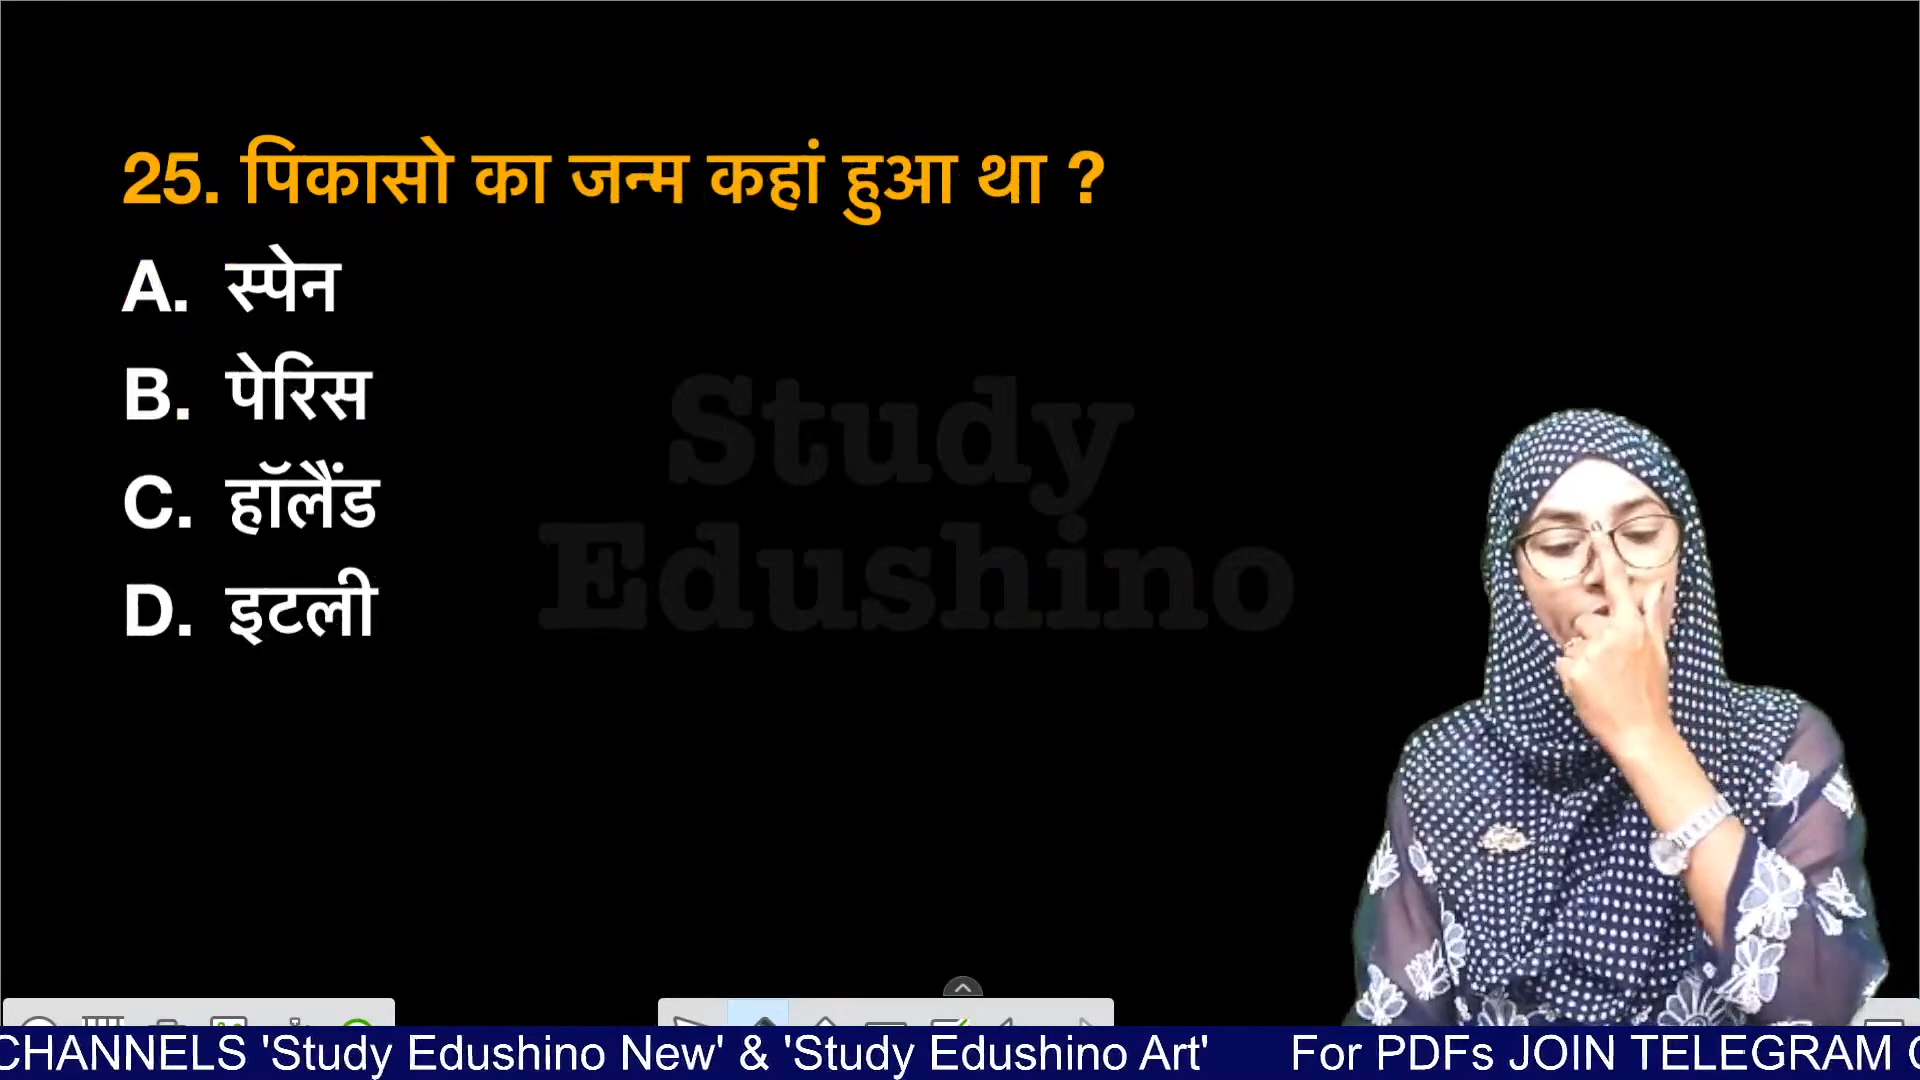 25. पिकासो का जन्म कहां हुआ था ?
A. स्पेन
B. पेरिस
C. हॉलैंड
D. इटली
Study
Edushino
CHANNELS 'Study Edushino New' & 'Study Edushino Art' For PDFs JOIN TELEGRAM